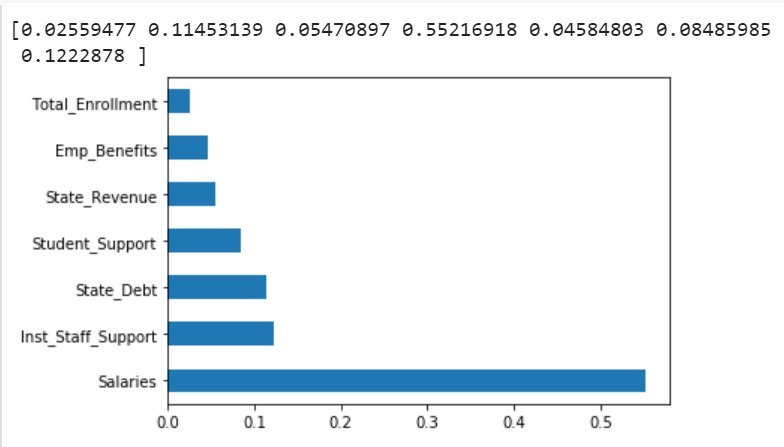 [0.02559477 0.11453139 0.05470897 0.55216918 0.04584803 0.08485985
0.1222878 ]
Total_Enrollment
Emp_Benefits
State_Revenue
Student_Support
State_Debt
Inst_Staff_Support
Salaries
0.0 0.1 0.2 0.3 0.4 0.5